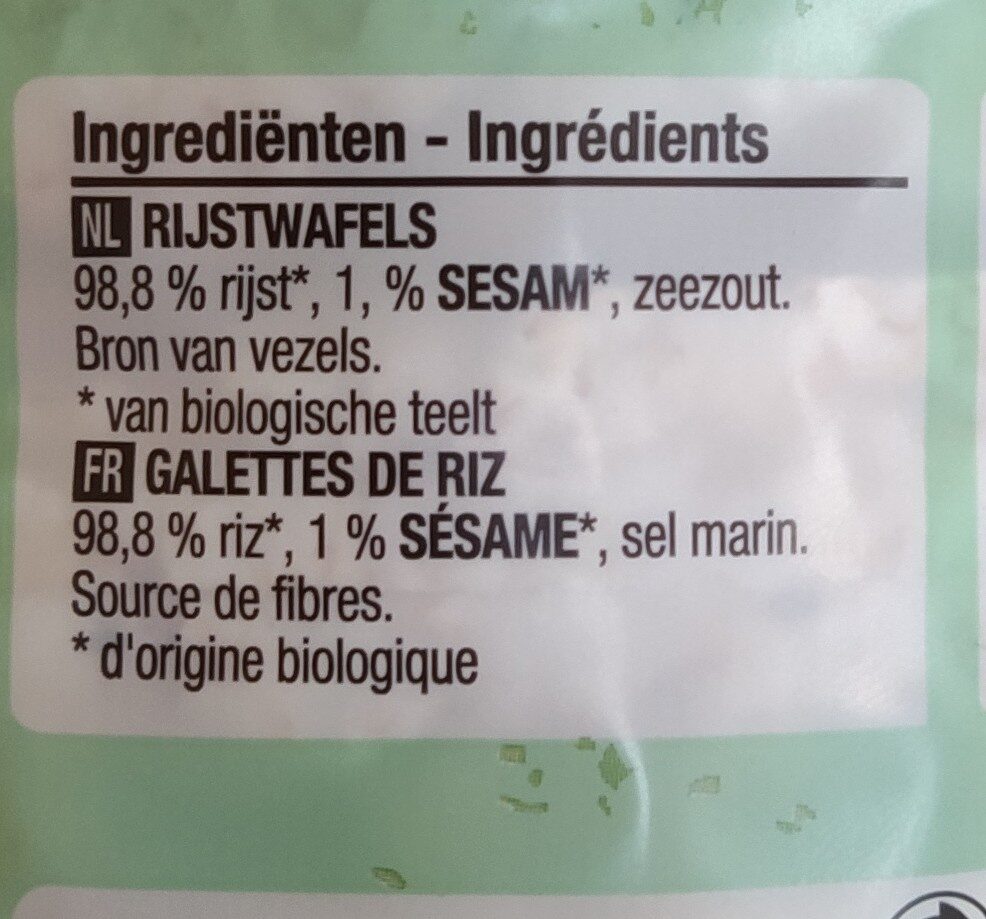 Ingrediënten - Ingrédients
NL RIJSTWAFELS
98,8 % rijst*, 1, % SESAM*, zeezout.
Bron van vezels.
* van biologische teelt
FR GALETTES DE RIZ
98,8 % riz*, 1 % SÉSAME*, sel marin.
Source de fibres.
* d'origine biologique